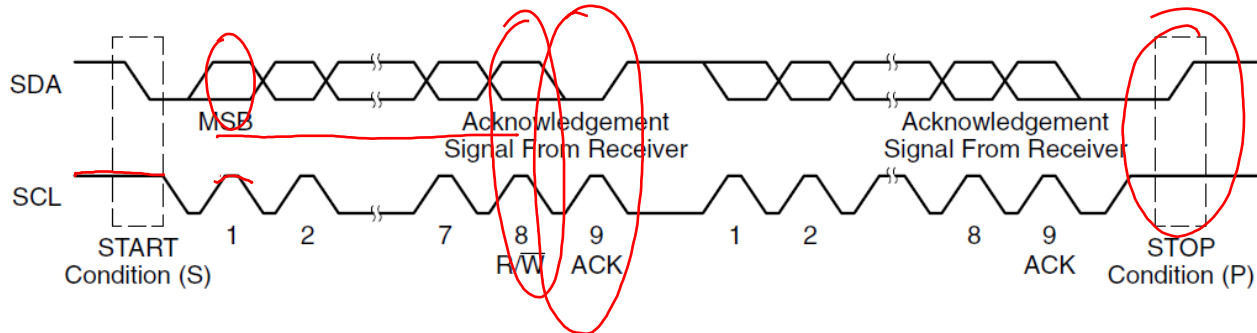 SDA
MSB
Acknowledgement
Signal From Receiver
Acknowledgement
Signal From Receiver
SCL
START
Condition (S)
1
2
7
8
R/W̅
9
ACK
1
2
8
9
ACK
STOP
Condition (P)